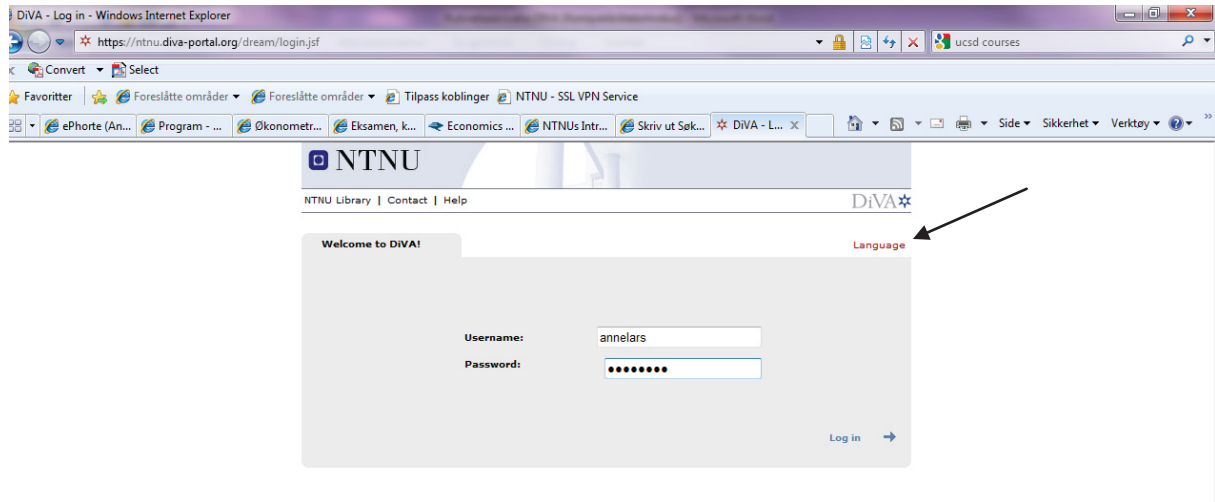 DiVA - Log in - Windows Internet Explorer
https://ntnu.diva-portal.org/dream/login.jsf ucsd courses
Convert Select
Favoritter Foreslåtte områder Foreslåtte områder Tilpass koblinger NTNU - SSL VPN Service
ePhorte (An... Program - ... Økonometr... Eksamen, k... Economics ... NTNUs Intr... Skriv ut Søk... DiVA - L... Side Sikkerhet Verktøy
NTNU
NTNU Library | Contact | Help DiVA
Welcome to DiVA! Language
Username: annelars
Password: ••••••••
Log in